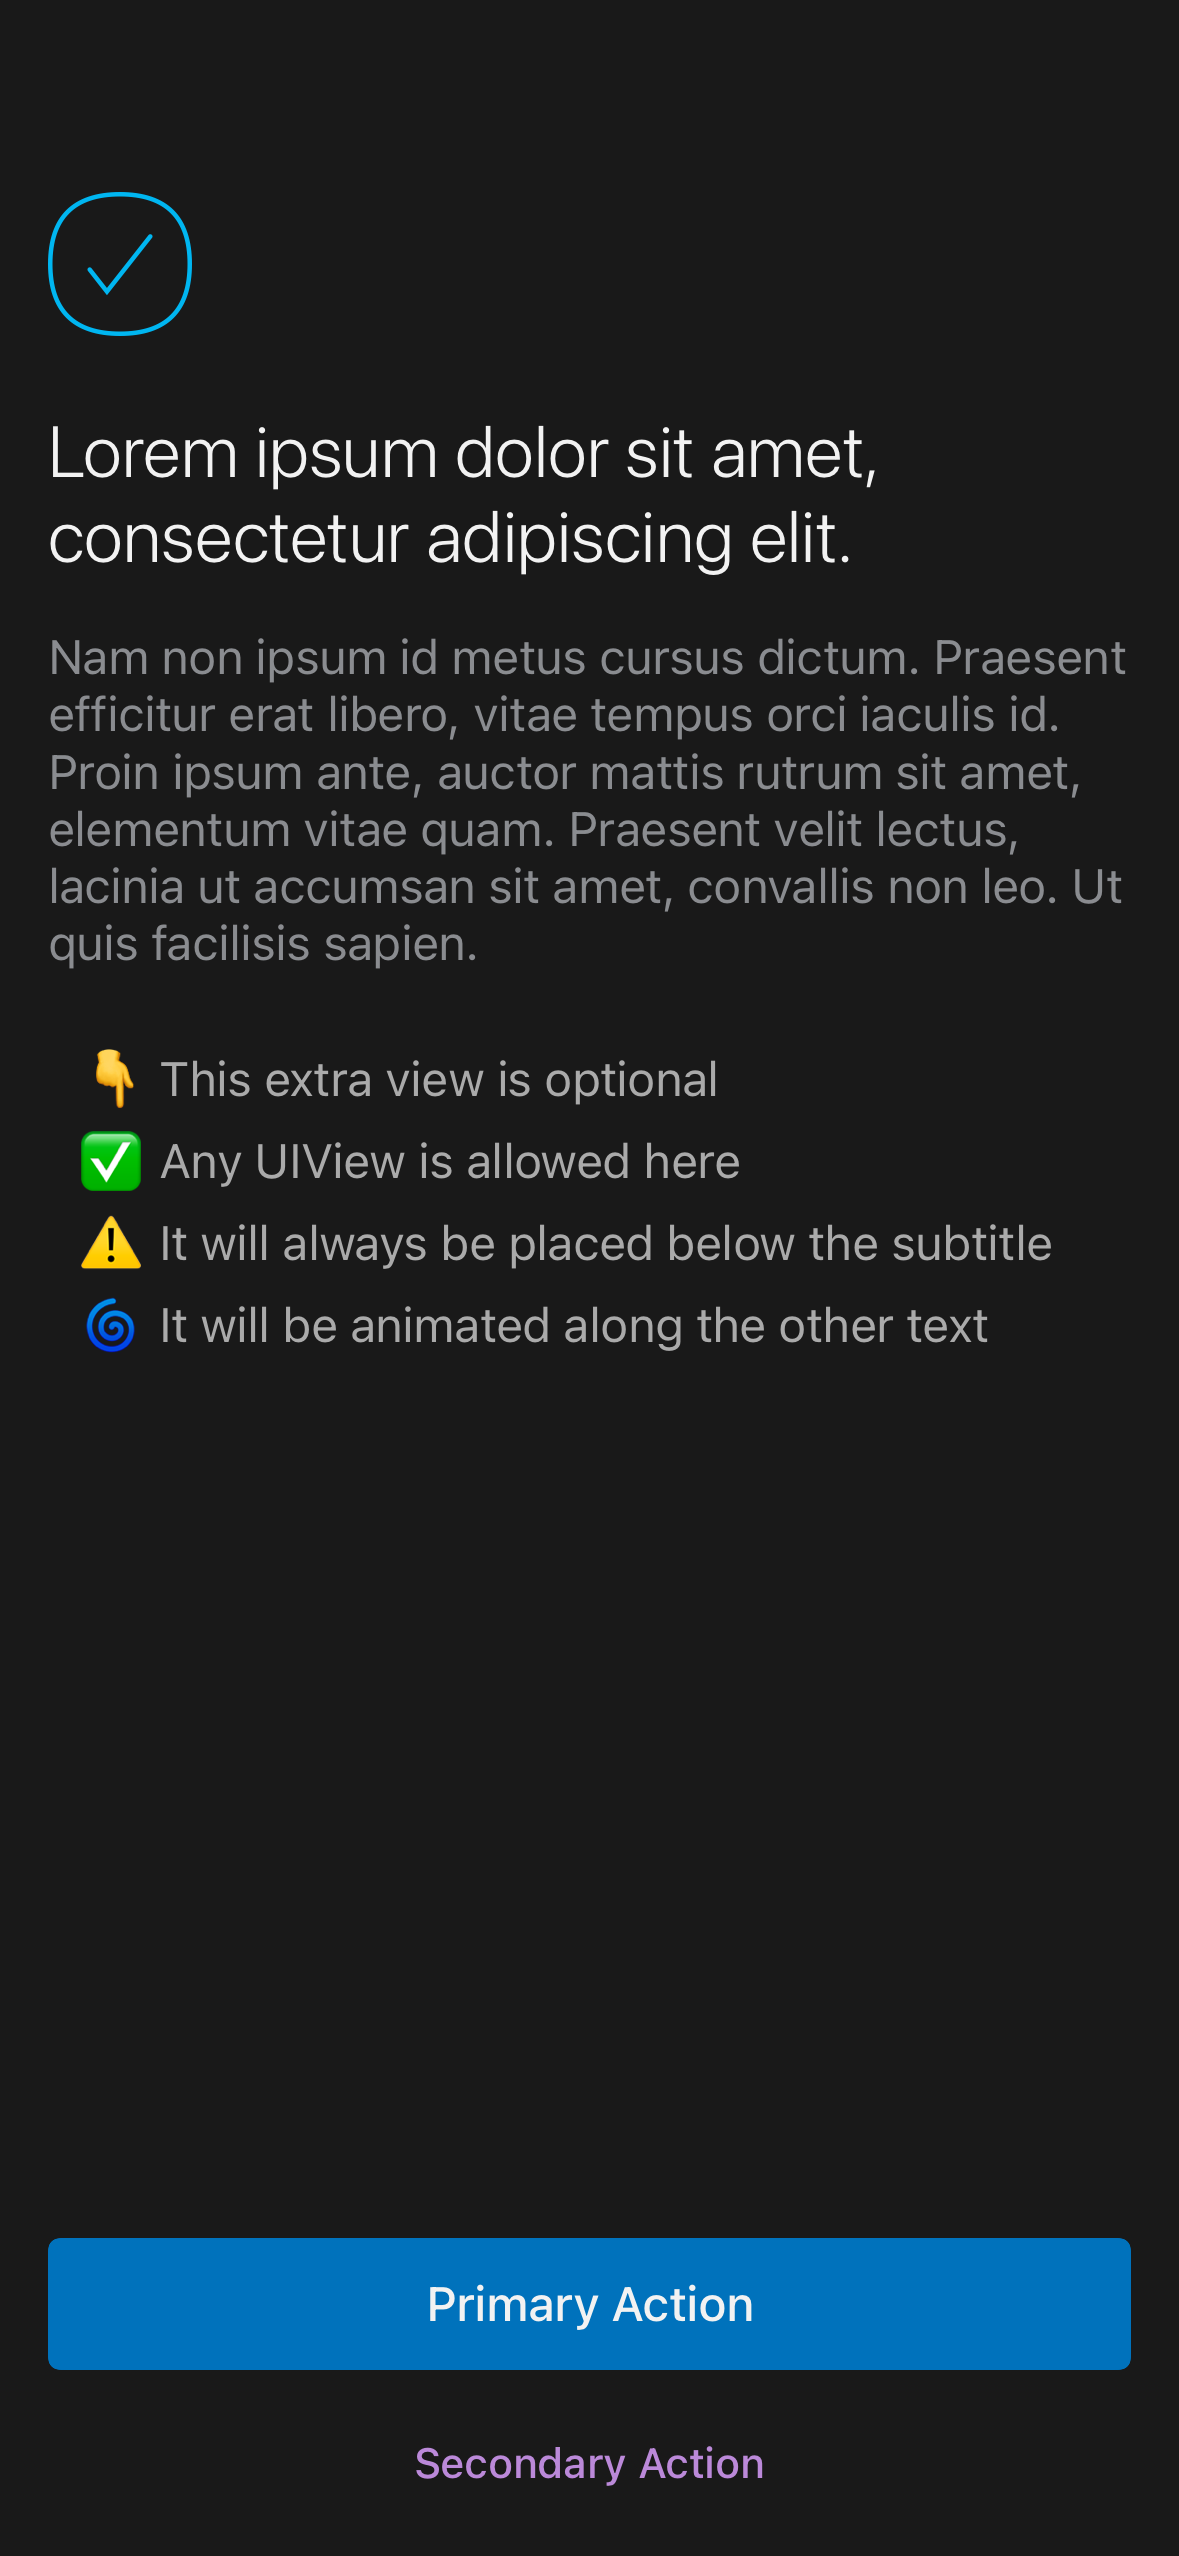 Lorem ipsum dolor sit amet,
consectetur adipiscing elit.
Nam non ipsum id metus cursus dictum. Praesent
efficitur erat libero, vitae tempus orci iaculis id.
Proin ipsum ante, auctor mattis rutrum sit amet,
elementum vitae quam. Praesent velit lectus,
lacinia ut accumsan sit amet, convallis non leo. Ut
quis facilisis sapien.
👇 This extra view is optional
✅ Any UIView is allowed here
⚠️ It will always be placed below the subtitle
🌀 It will be animated along the other text
Primary Action
Secondary Action